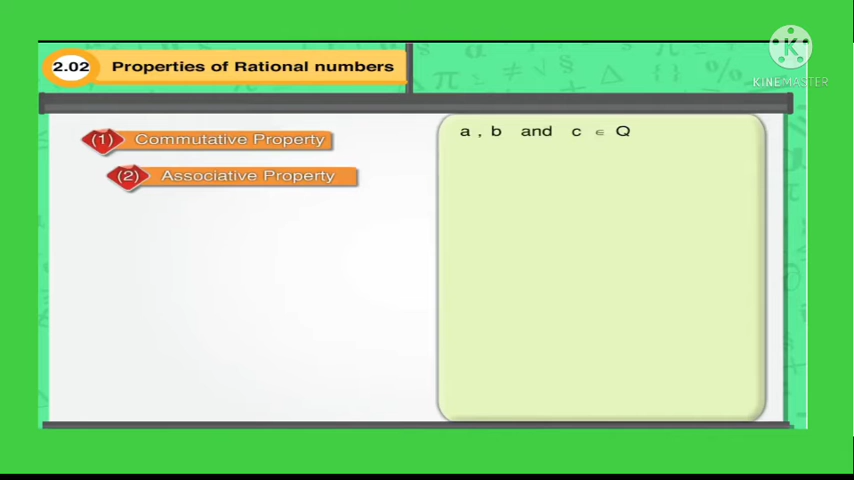 2.02 Properties of Rational numbers
K
KINEMASTER
(1) Commutative Property
(2) Associative Property
a , b and c ∈ Q